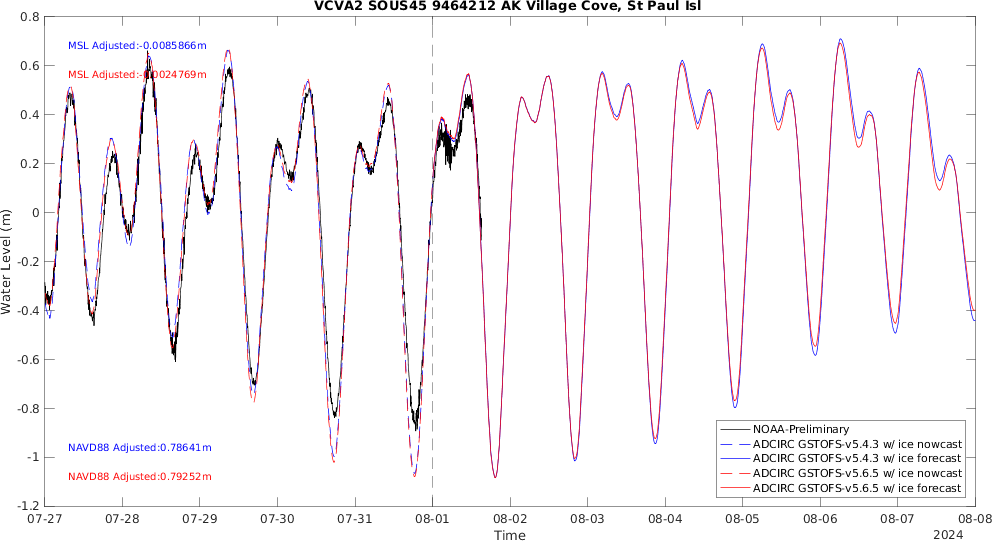 VCVA2 SOUS45 9464212 AK Village Cove, St Paul Isl
0.8
0.6
0.4
0.2
0
-0.2
-0.4
-0.6
-0.8
-1
-1.2
Water Level (m)
MSL Adjusted:-0.0085866m
MSL Adjusted:-0.0024769m
NAVD88 Adjusted:0.78641m
NAVD88 Adjusted:0.79252m
NOAA-Preliminary
ADCIRC GSTOFS-v5.4.3 w/ ice nowcast
ADCIRC GSTOFS-v5.4.3 w/ ice forecast
ADCIRC GSTOFS-v5.6.5 w/ ice nowcast
ADCIRC GSTOFS-v5.6.5 w/ ice forecast
07-27 07-28 07-29 07-30 07-31 08-01 08-02 08-03 08-04 08-05 08-06 08-07 08-08
Time
2024